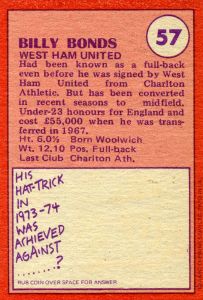 BILLY BONDS
57
WEST HAM UNITED
Had been known as a full-back
even before he was signed by West
Ham United from Charlton
Athletic. But has been converted
in recent seasons to midfield.
Under-23 honours for England and
cost £55,000 when he was trans-
ferred in 1967.
Ht. 6.0½ Born Woolwich
Wt. 12.10 Pos. Full-back
Last Club Charlton Ath.
HIS
HAT-TRICK
IN
1973-74
WAS
ACHIEVED
AGAINST
........?
RUB COIN OVER SPACE FOR ANSWER